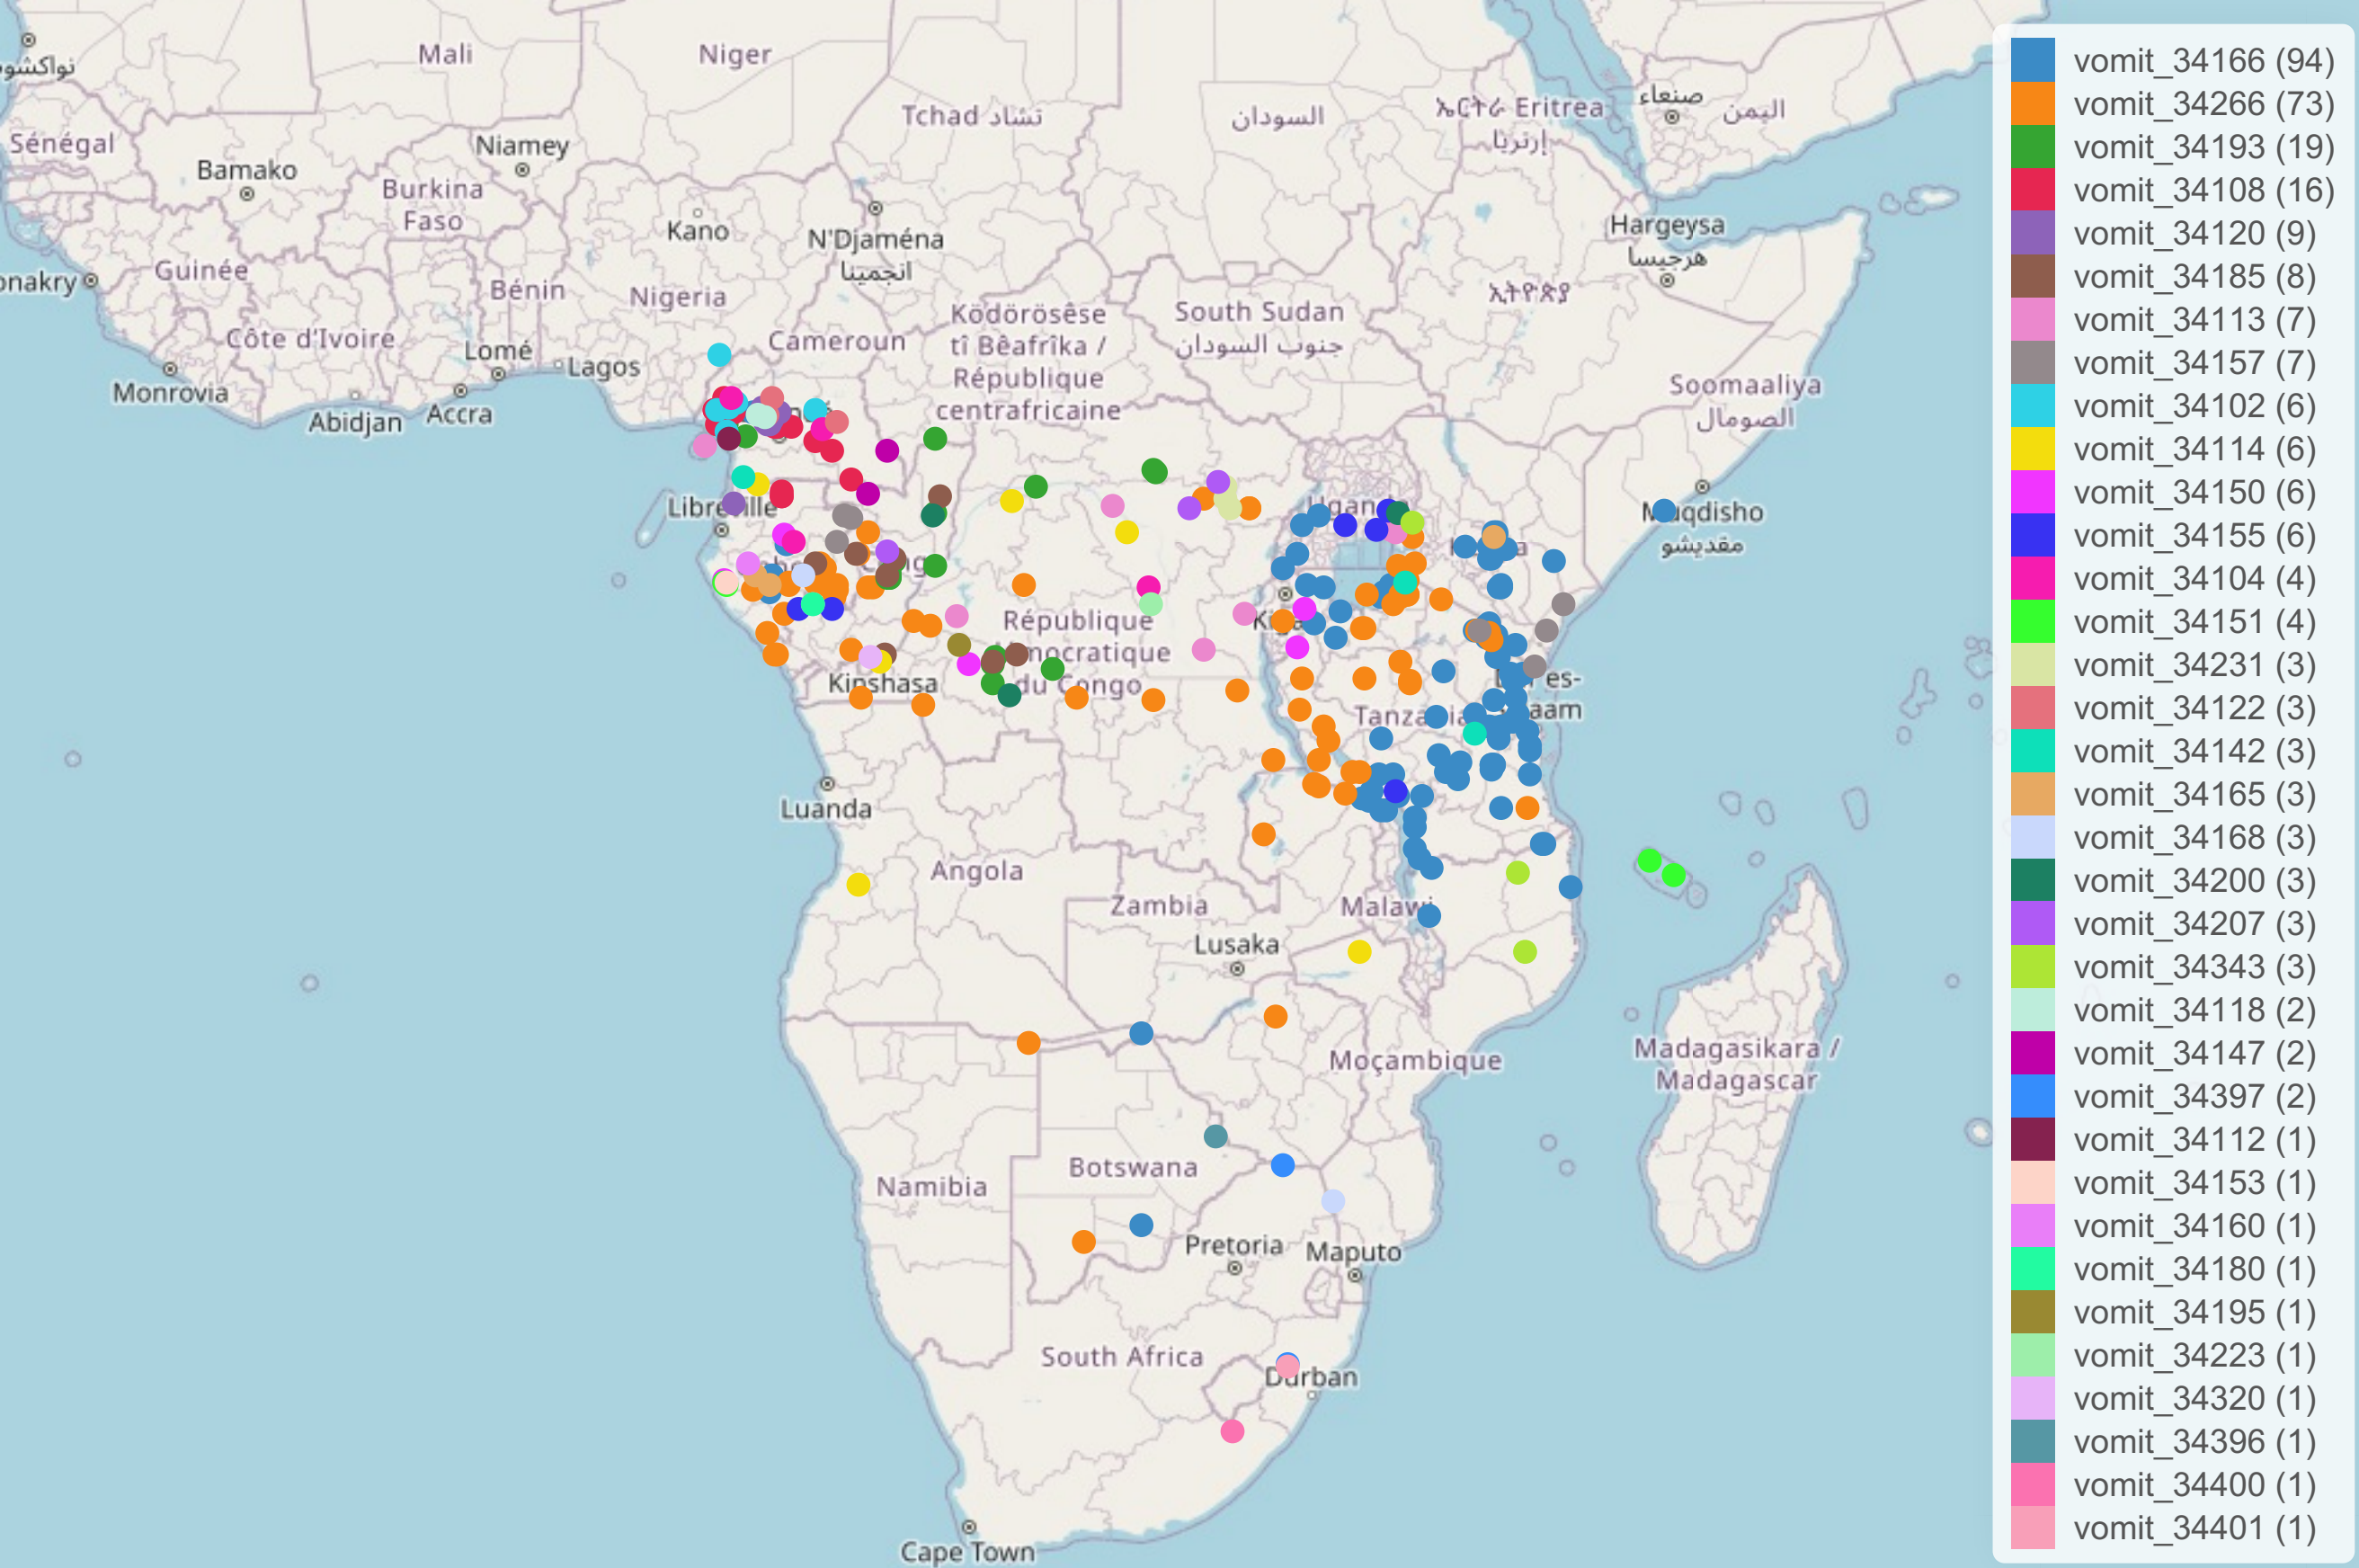 نواكشوط
Mali
Niger
Tchad تشاد
السودان
ኤርትራ Eritrea
إرتريا
صنعاء
اليمن
Sénégal
Bamako
Niamey
Burkina
Faso
Kano
N'Djaména
انجمينا
Hargeysa
هرجيسا
onakry
Guinée
Bénin
Nigeria
Côte d'Ivoire
Lomé
Lagos
Cameroun
Ködörösêse
tî Bêafrîka /
République
centrafricaine
South Sudan
جنوب السودان
ኢትዮጵያ
Monrovia
Abidjan
Accra
Soomaaliya
الصومال
Libreville
Uganda
Muqdisho
مقديشو
République
du Congo
Kinshasa
Tanzania
Luanda
Angola
Zambia
Malawi
Lusaka
Moçambique
Madagasikara /
Madagascar
Namibia
Botswana
Pretoria
Maputo
South Africa
Durban
Cape Town
vomit_34166 (94)
vomit_34266 (73)
vomit_34193 (19)
vomit_34108 (16)
vomit_34120 (9)
vomit_34185 (8)
vomit_34113 (7)
vomit_34157 (7)
vomit_34102 (6)
vomit_34114 (6)
vomit_34150 (6)
vomit_34155 (6)
vomit_34104 (4)
vomit_34151 (4)
vomit_34231 (3)
vomit_34122 (3)
vomit_34142 (3)
vomit_34165 (3)
vomit_34168 (3)
vomit_34200 (3)
vomit_34207 (3)
vomit_34343 (3)
vomit_34118 (2)
vomit_34147 (2)
vomit_34397 (2)
vomit_34112 (1)
vomit_34153 (1)
vomit_34160 (1)
vomit_34180 (1)
vomit_34195 (1)
vomit_34223 (1)
vomit_34320 (1)
vomit_34396 (1)
vomit_34400 (1)
vomit_34401 (1)